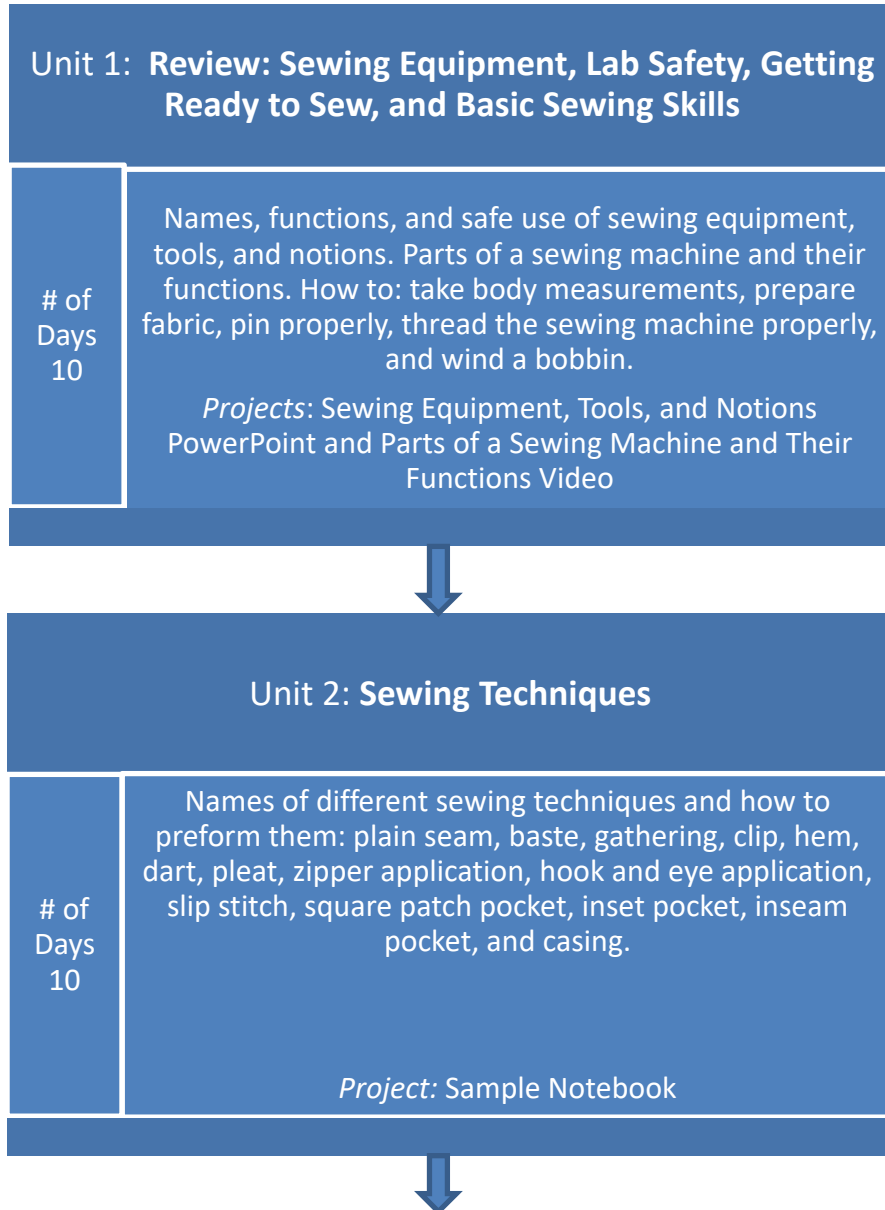 Unit 1: Review: Sewing Equipment, Lab Safety, Getting
Ready to Sew, and Basic Sewing Skills
# of
Days
10
Names, functions, and safe use of sewing equipment,
tools, and notions. Parts of a sewing machine and their
functions. How to: take body measurements, prepare
fabric, pin properly, thread the sewing machine properly,
and wind a bobbin.
Projects: Sewing Equipment, Tools, and Notions
PowerPoint and Parts of a Sewing Machine and Their
Functions Video
Unit 2: Sewing Techniques
# of
Days
10
Names of different sewing techniques and how to
preform them: plain seam, baste, gathering, clip, hem,
dart, pleat, zipper application, hook and eye application,
slip stitch, square patch pocket, inset pocket, inseam
pocket, and casing.
Project: Sample Notebook